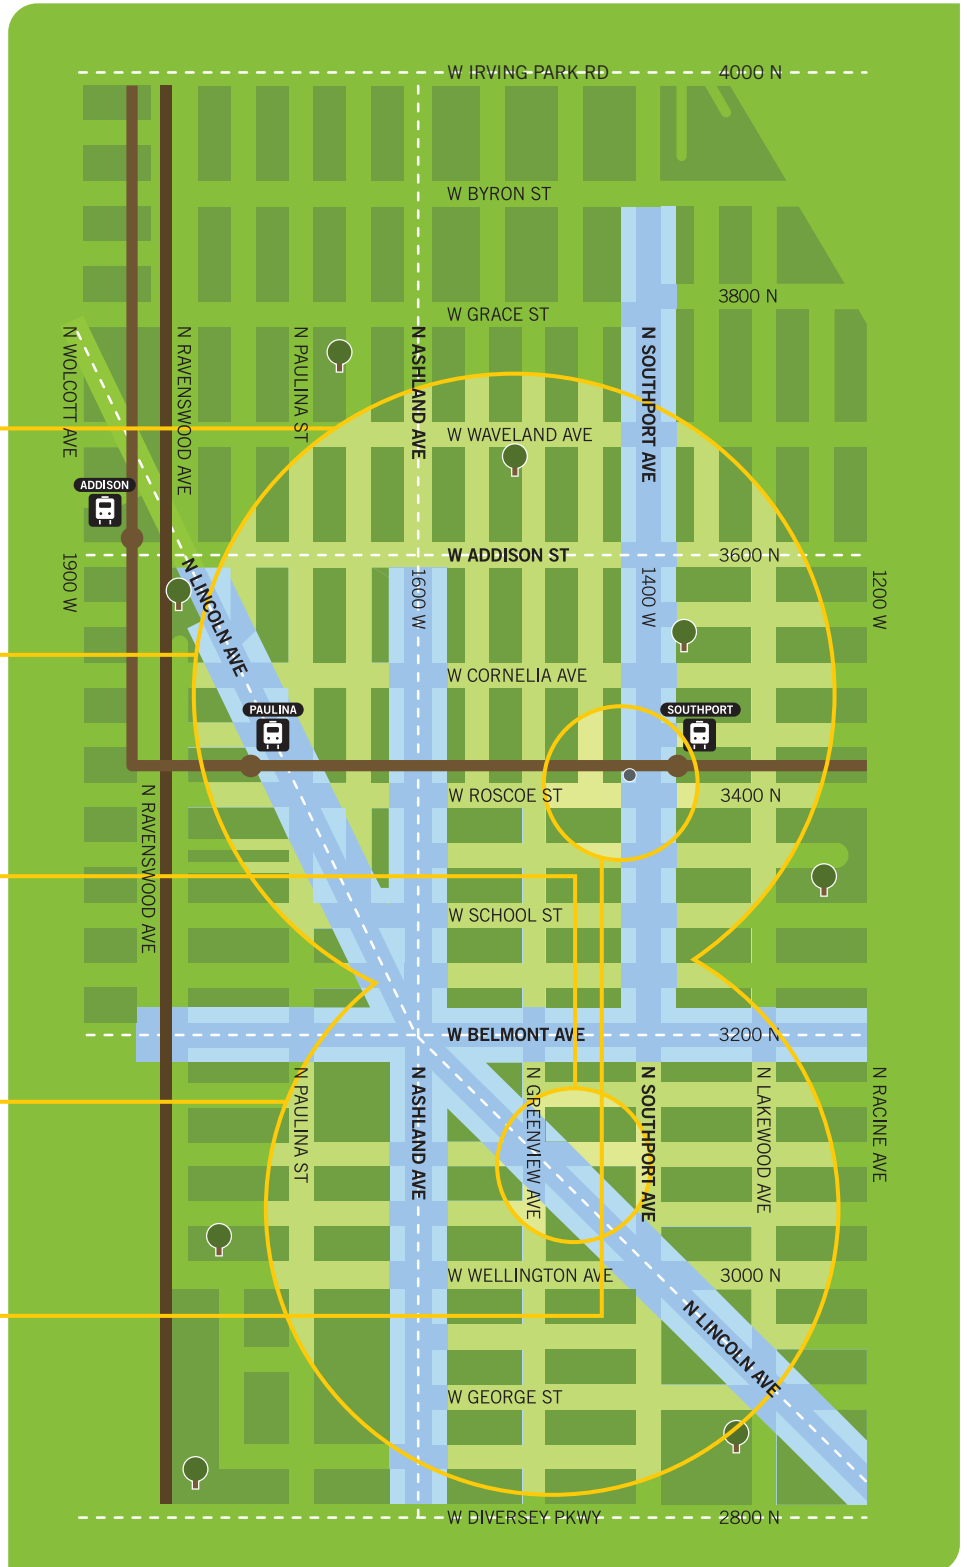 W IRVING PARK RD
4000 N
W BYRON ST
3800 N
W GRACE ST
N WOLCOTT AVE
N RAVENSWOOD AVE
N PAULINA ST
N ASHLAND AVE
N SOUTHPORT AVE
W WAVELAND AVE
ADDISON
W ADDISON ST
3600 N
1900 W
N LINCOLN AVE
1600 W
1400 W
1200 W
W CORNELIA AVE
PAULINA
SOUTHPORT
N RAVENSWOOD AVE
W ROSCOE ST
3400 N
W SCHOOL ST
W BELMONT AVE
3200 N
N PAULINA ST
N ASHLAND AVE
N GREENVIEW AVE
N SOUTHPORT AVE
N LAKEWOOD AVE
N RACINE AVE
W WELLINGTON AVE
3000 N
N LINCOLN AVE
W GEORGE ST
W DIVERSEY PKWY
2800 N